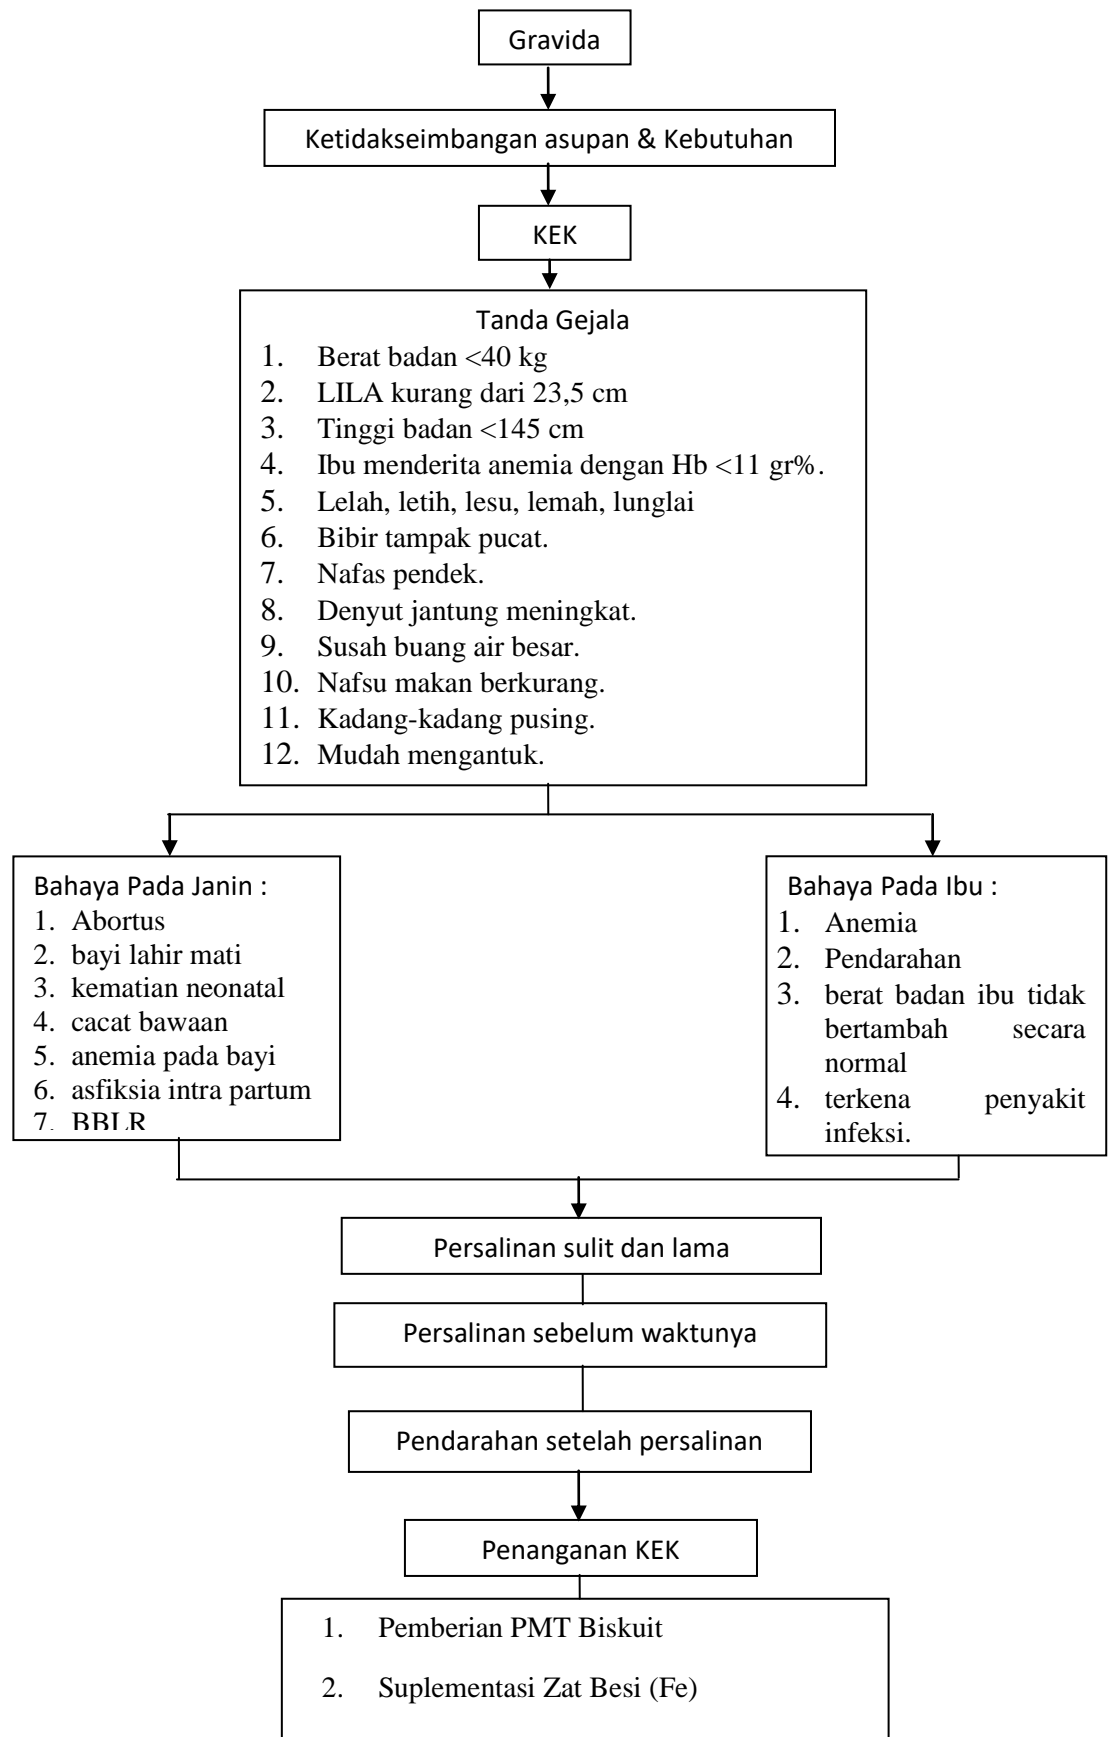 Gravida
Ketidakseimbangan asupan & Kebutuhan
KEK
Tanda Gejala
1. Berat badan <40 kg
2. LILA kurang dari 23,5 cm
3. Tinggi badan <145 cm
4. Ibu menderita anemia dengan Hb <11 gr%.
5. Lelah, letih, lesu, lemah, lunglai
6. Bibir tampak pucat.
7. Nafas pendek.
8. Denyut jantung meningkat.
9. Susah buang air besar.
10. Nafsu makan berkurang.
11. Kadang-kadang pusing.
12. Mudah mengantuk.
Bahaya Pada Janin :
1. Abortus
2. bayi lahir mati
3. kematian neonatal
4. cacat bawaan
5. anemia pada bayi
6. asfiksia intra partum
7. BBLR
Bahaya Pada Ibu :
1. Anemia
2. Pendarahan
3. berat badan ibu tidak
bertambah secara
normal
4. terkena penyakit
infeksi.
Persalinan sulit dan lama
Persalinan sebelum waktunya
Pendarahan setelah persalinan
Penanganan KEK
1. Pemberian PMT Biskuit
2. Suplementasi Zat Besi (Fe)